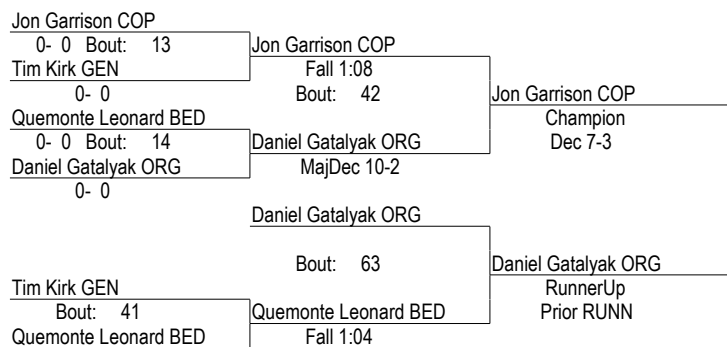 Jon Garrison COP
0- 0 Bout: 13
Jon Garrison COP
Tim Kirk GEN
Fall 1:08
0- 0
Bout: 42
Jon Garrison COP
Quemonte Leonard BED
Champion
0- 0 Bout: 14
Daniel Gatalyak ORG
Dec 7-3
Daniel Gatalyak ORG
MajDec 10-2
0- 0
Daniel Gatalyak ORG
Bout: 63
Daniel Gatalyak ORG
Tim Kirk GEN
RunnerUp
Bout: 41
Quemonte Leonard BED
Prior RUNN
Quemonte Leonard BED
Fall 1:04